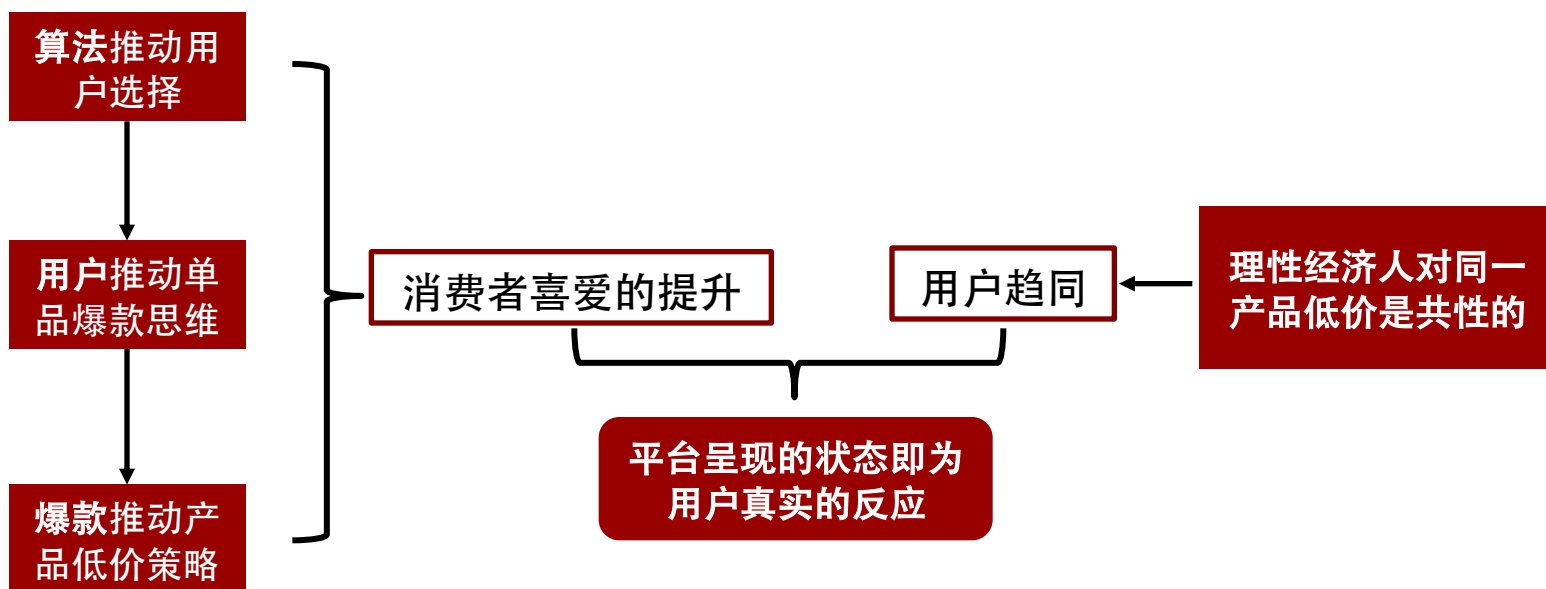 算法推动用
户选择
用户推动单
品爆款思维
爆款推动产
品低价策略
消费者喜爱的提升
用户趋同
理性经济人对同一
产品低价是共性的
平台呈现的状态即为
用户真实的反应